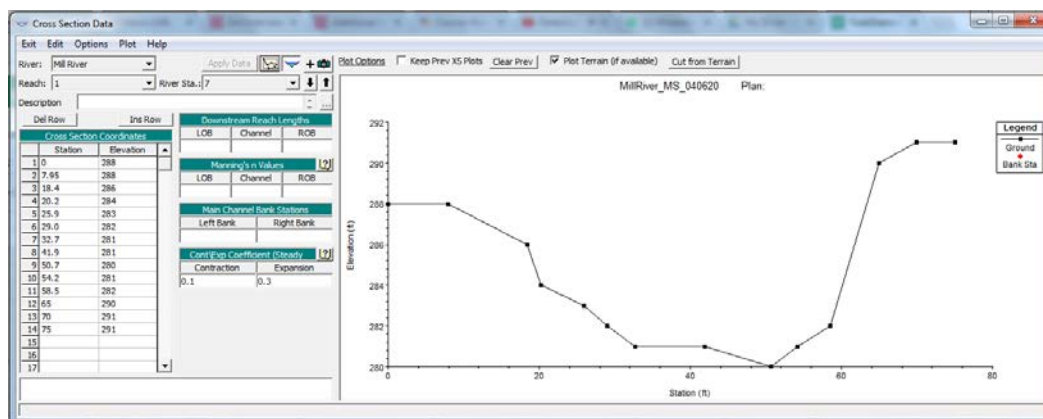 Cross Section Data
Exit Edit Options Plot Help
River: Mill River Apply Data Plot Options Keep Prev XS Plots Clear Prev Plot Terrain (if available) Cut from Terrain
Reach: 1 River Sta.: 7
Description ...
Del Row Ins Row
Cross Section Coordinates
Station Elevation
1 0 288
2 7.95 288
3 18.4 286
4 20.2 284
5 25.9 283
6 29.0 282
7 32.7 281
8 41.9 281
9 50.7 280
10 54.2 281
11 58.5 282
12 65 290
13 70 291
14 75 291
15
16
17
Downstream Reach Lengths
LOB Channel ROB
Manning's n Values ?
LOB Channel ROB
Main Channel Bank Stations
Left Bank Right Bank
Cont\Exp Coefficient (Steady ?
Contraction Expansion
0.1 0.3
MillRiver_MS_040620 Plan:
Elevation (ft)
292
290
288
286
284
282
280
0 20 40 60 80
Station (ft)
Legend
Ground
Bank Sta